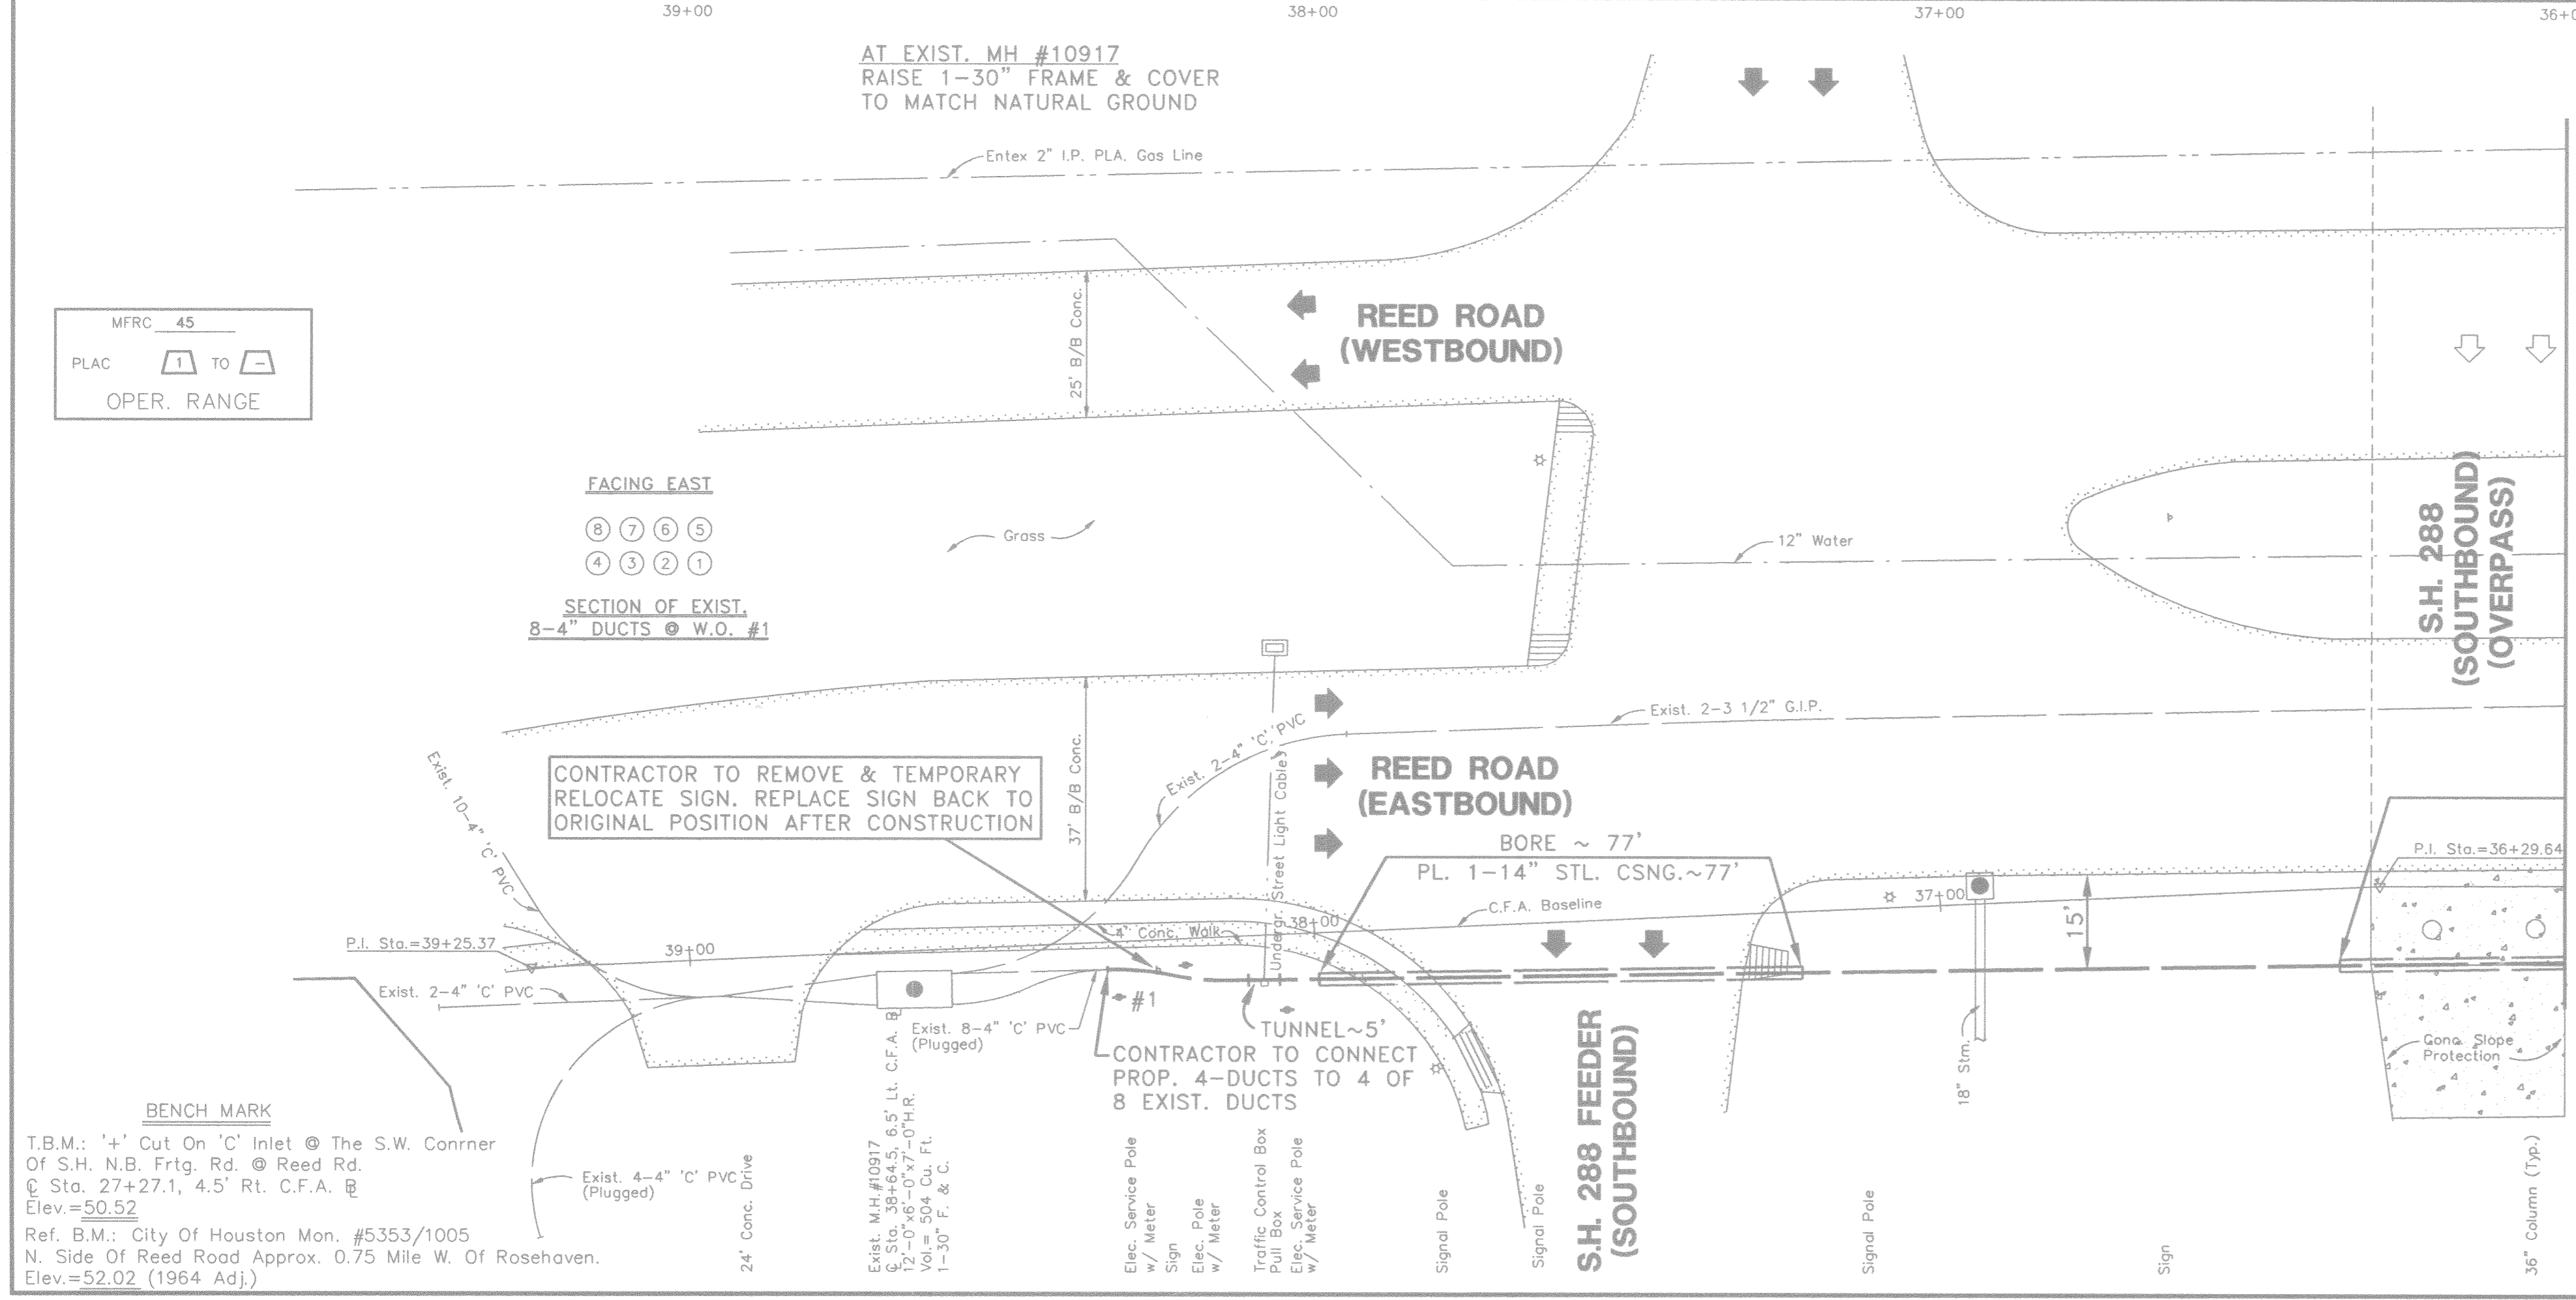 39+00
38+00
37+00
AT EXIST. MH #10917
RAISE 1-30" FRAME & COVER
TO MATCH NATURAL GROUND
Entex 2" I.P. PLA. Gas Line
MFRC 45
PLAC 1 TO -
OPER. RANGE
25' B/B Conc.
REED ROAD
(WESTBOUND)
FACING EAST
8 7 6 5
4 3 2 1
SECTION OF EXIST.
8-4" DUCTS @ W.O. #1
Grass
12" Water
S.H. 288
(SOUTHBOUND)
(OVERPASS)
Exist. 2-3 1/2" G.I.P.
Exist. 2-4" 'C' PVC
Undergr. Street Light Cable
37' B/B Conc.
Exist. 10-4" 'C' PVC
CONTRACTOR TO REMOVE & TEMPORARY
RELOCATE SIGN. REPLACE SIGN BACK TO
ORIGINAL POSITION AFTER CONSTRUCTION
REED ROAD
(EASTBOUND)
BORE ~ 77'
PL. 1-14" STL. CSNG.~77'
P.I. Sta.=36+29.64
C.F.A. Baseline
37+00
15'
38+00
4' Conc. Walk
39+00
P.I. Sta.=39+25.37
Exist. 2-4" 'C' PVC
#1
Exist. 8-4" 'C' PVC
(Plugged)
TUNNEL~5'
CONTRACTOR TO CONNECT
PROP. 4-DUCTS TO 4 OF
8 EXIST. DUCTS
S.H. 288 FEEDER
(SOUTHBOUND)
18" Stm.
Conc. Slope
Protection
BENCH MARK
T.B.M.: '+' Cut On 'C' Inlet @ The S.W. Conrner
Of S.H. N.B. Frtg. Rd. @ Reed Rd.
℄ Sta. 27+27.1, 4.5' Rt. C.F.A. B
Elev.=50.52
Ref. B.M.: City Of Houston Mon. #5353/1005
N. Side Of Reed Road Approx. 0.75 Mile W. Of Rosehaven.
Elev.=52.02 (1964 Adj.)
Exist. 4-4" 'C' PVC
(Plugged)
24' Conc. Drive
Exist. M.H.#10917
℄ Sta. 38+64.5, 6.5' Lt. C.F.A. B
12'-0"x6'-0"x7'-0"H.R.
Vol.= 504 Cu. Ft.
1-30" F. & C.
Elec. Service Pole
w/ Meter
Sign
Elec. Pole
w/ Meter
Traffic Control Box
Pull Box
Elec. Service Pole
w/ Meter
Signal Pole
Signal Pole
Signal Pole
Sign
36" Column (Typ.)